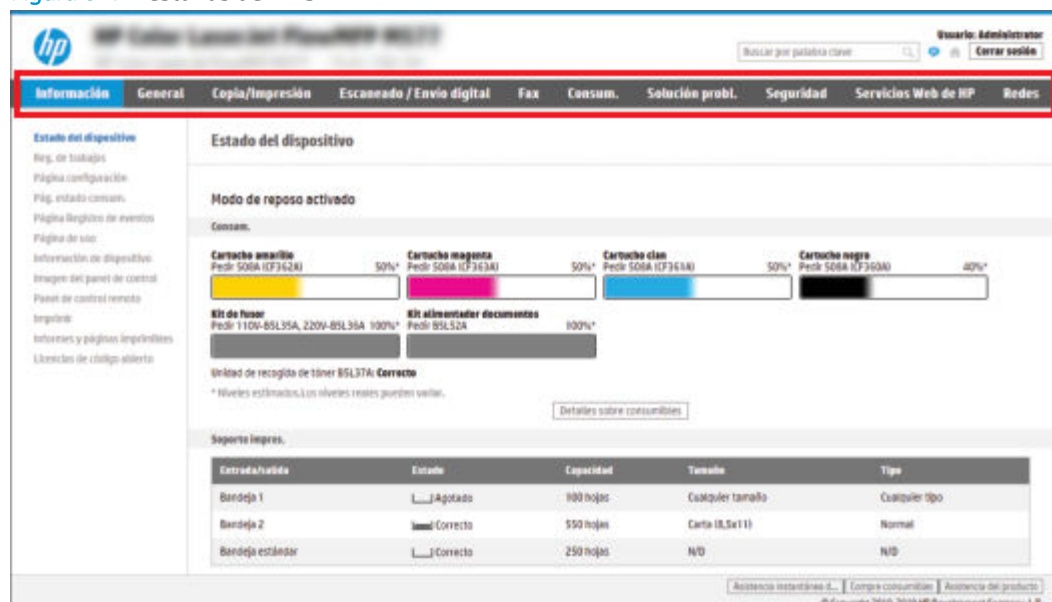 hp
Usuario: Administrator
Buscar por palabra clave
Cerrar sesión
Información General Copia/Impresión Escaneado / Envío digital Fax Consum. Solución probl. Seguridad Servicios Web de HP Redes
Estado del dispositivo
Reg. de trabajos
Página configuración
Pág. estado consum.
Página Registro de eventos
Página de uso
Información de dispositivo
Imagen del panel de control
Panel de control remoto
Imprimir
Informes y páginas imprimibles
Licencias de código abierto
Estado del dispositivo
Modo de reposo activado
Consum.
Cartucho amarillo
Pedir 508A (CF362A) 50%*
Cartucho magenta
Pedir 508A (CF363A) 50%*
Cartucho cian
Pedir 508A (CF361A) 50%*
Cartucho negro
Pedir 508A (CF360A) 40%*
Kit de fusor
Pedir 110V-B5L35A, 220V-B5L36A 100%*
Kit alimentador documentos
Pedir B5L52A 100%*
Unidad de recogida de tóner B5L37A: Correcto
* Niveles estimados. Los niveles reales pueden variar.
Detalles sobre consumibles
Soporte impres.
Entrada/salida Estado Capacidad Tamaño Tipo
Bandeja 1 Agotado 100 hojas Cualquier tamaño Cualquier tipo
Bandeja 2 Correcto 550 hojas Carta (8,5x11) Normal
Bandeja estándar Correcto 250 hojas N/D N/D
Asistencia instantánea d... Compra consumibles Asistencia del producto